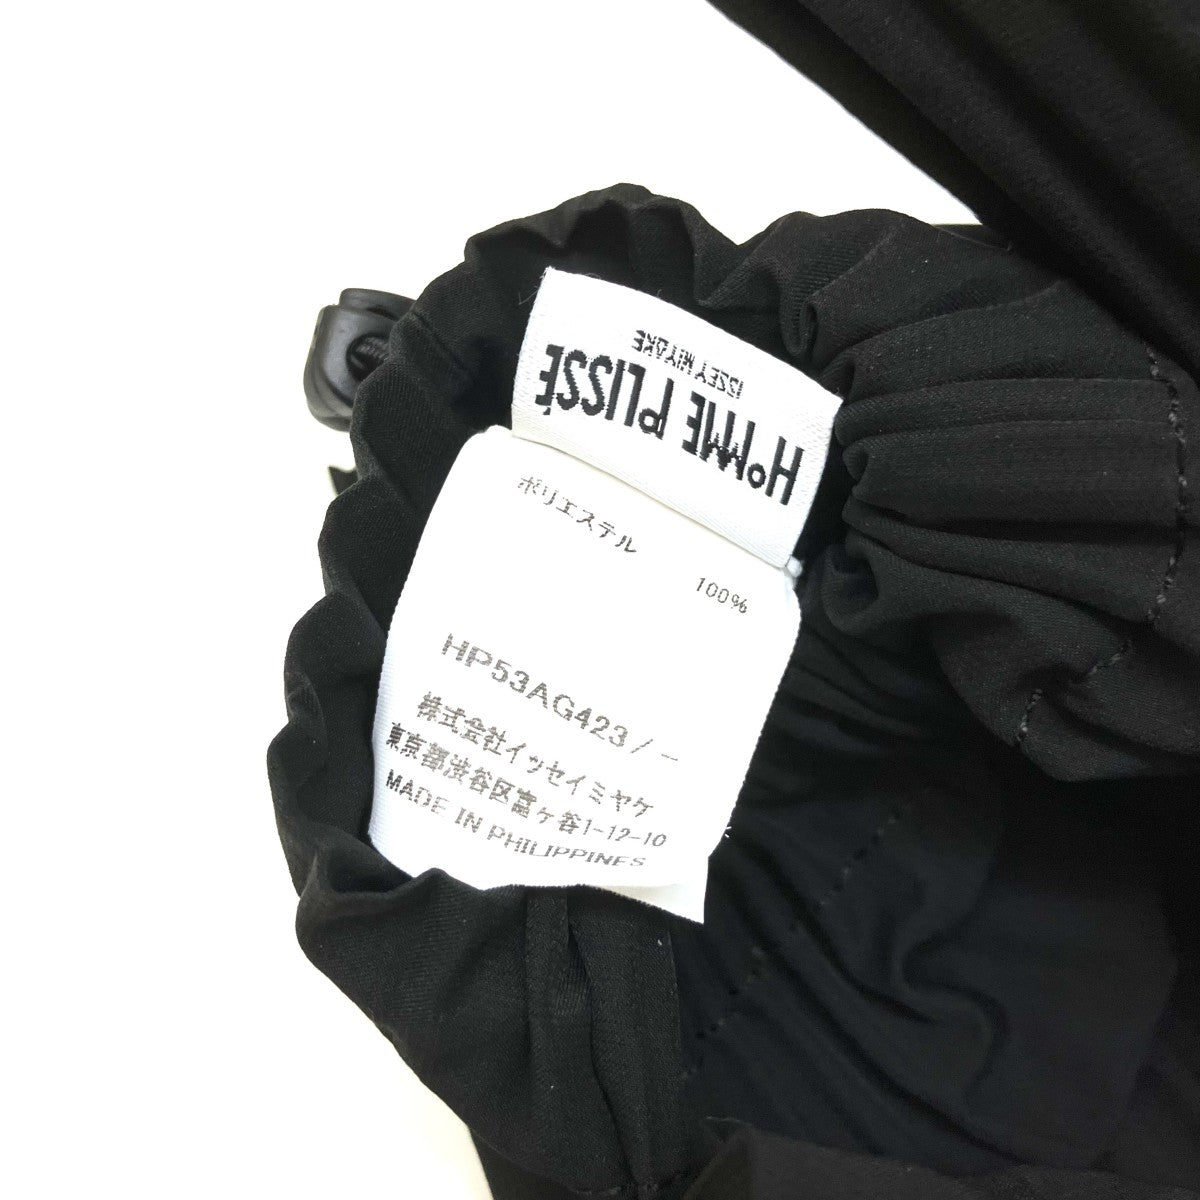 HOMME PLISSÉ
ISSEY MIYAKE
ポリエステル
100%
HP53AG423/-
株式会社イッセイミヤケ
東京都渋谷区富ヶ谷1-12-10
MADE IN PHILIPPINES